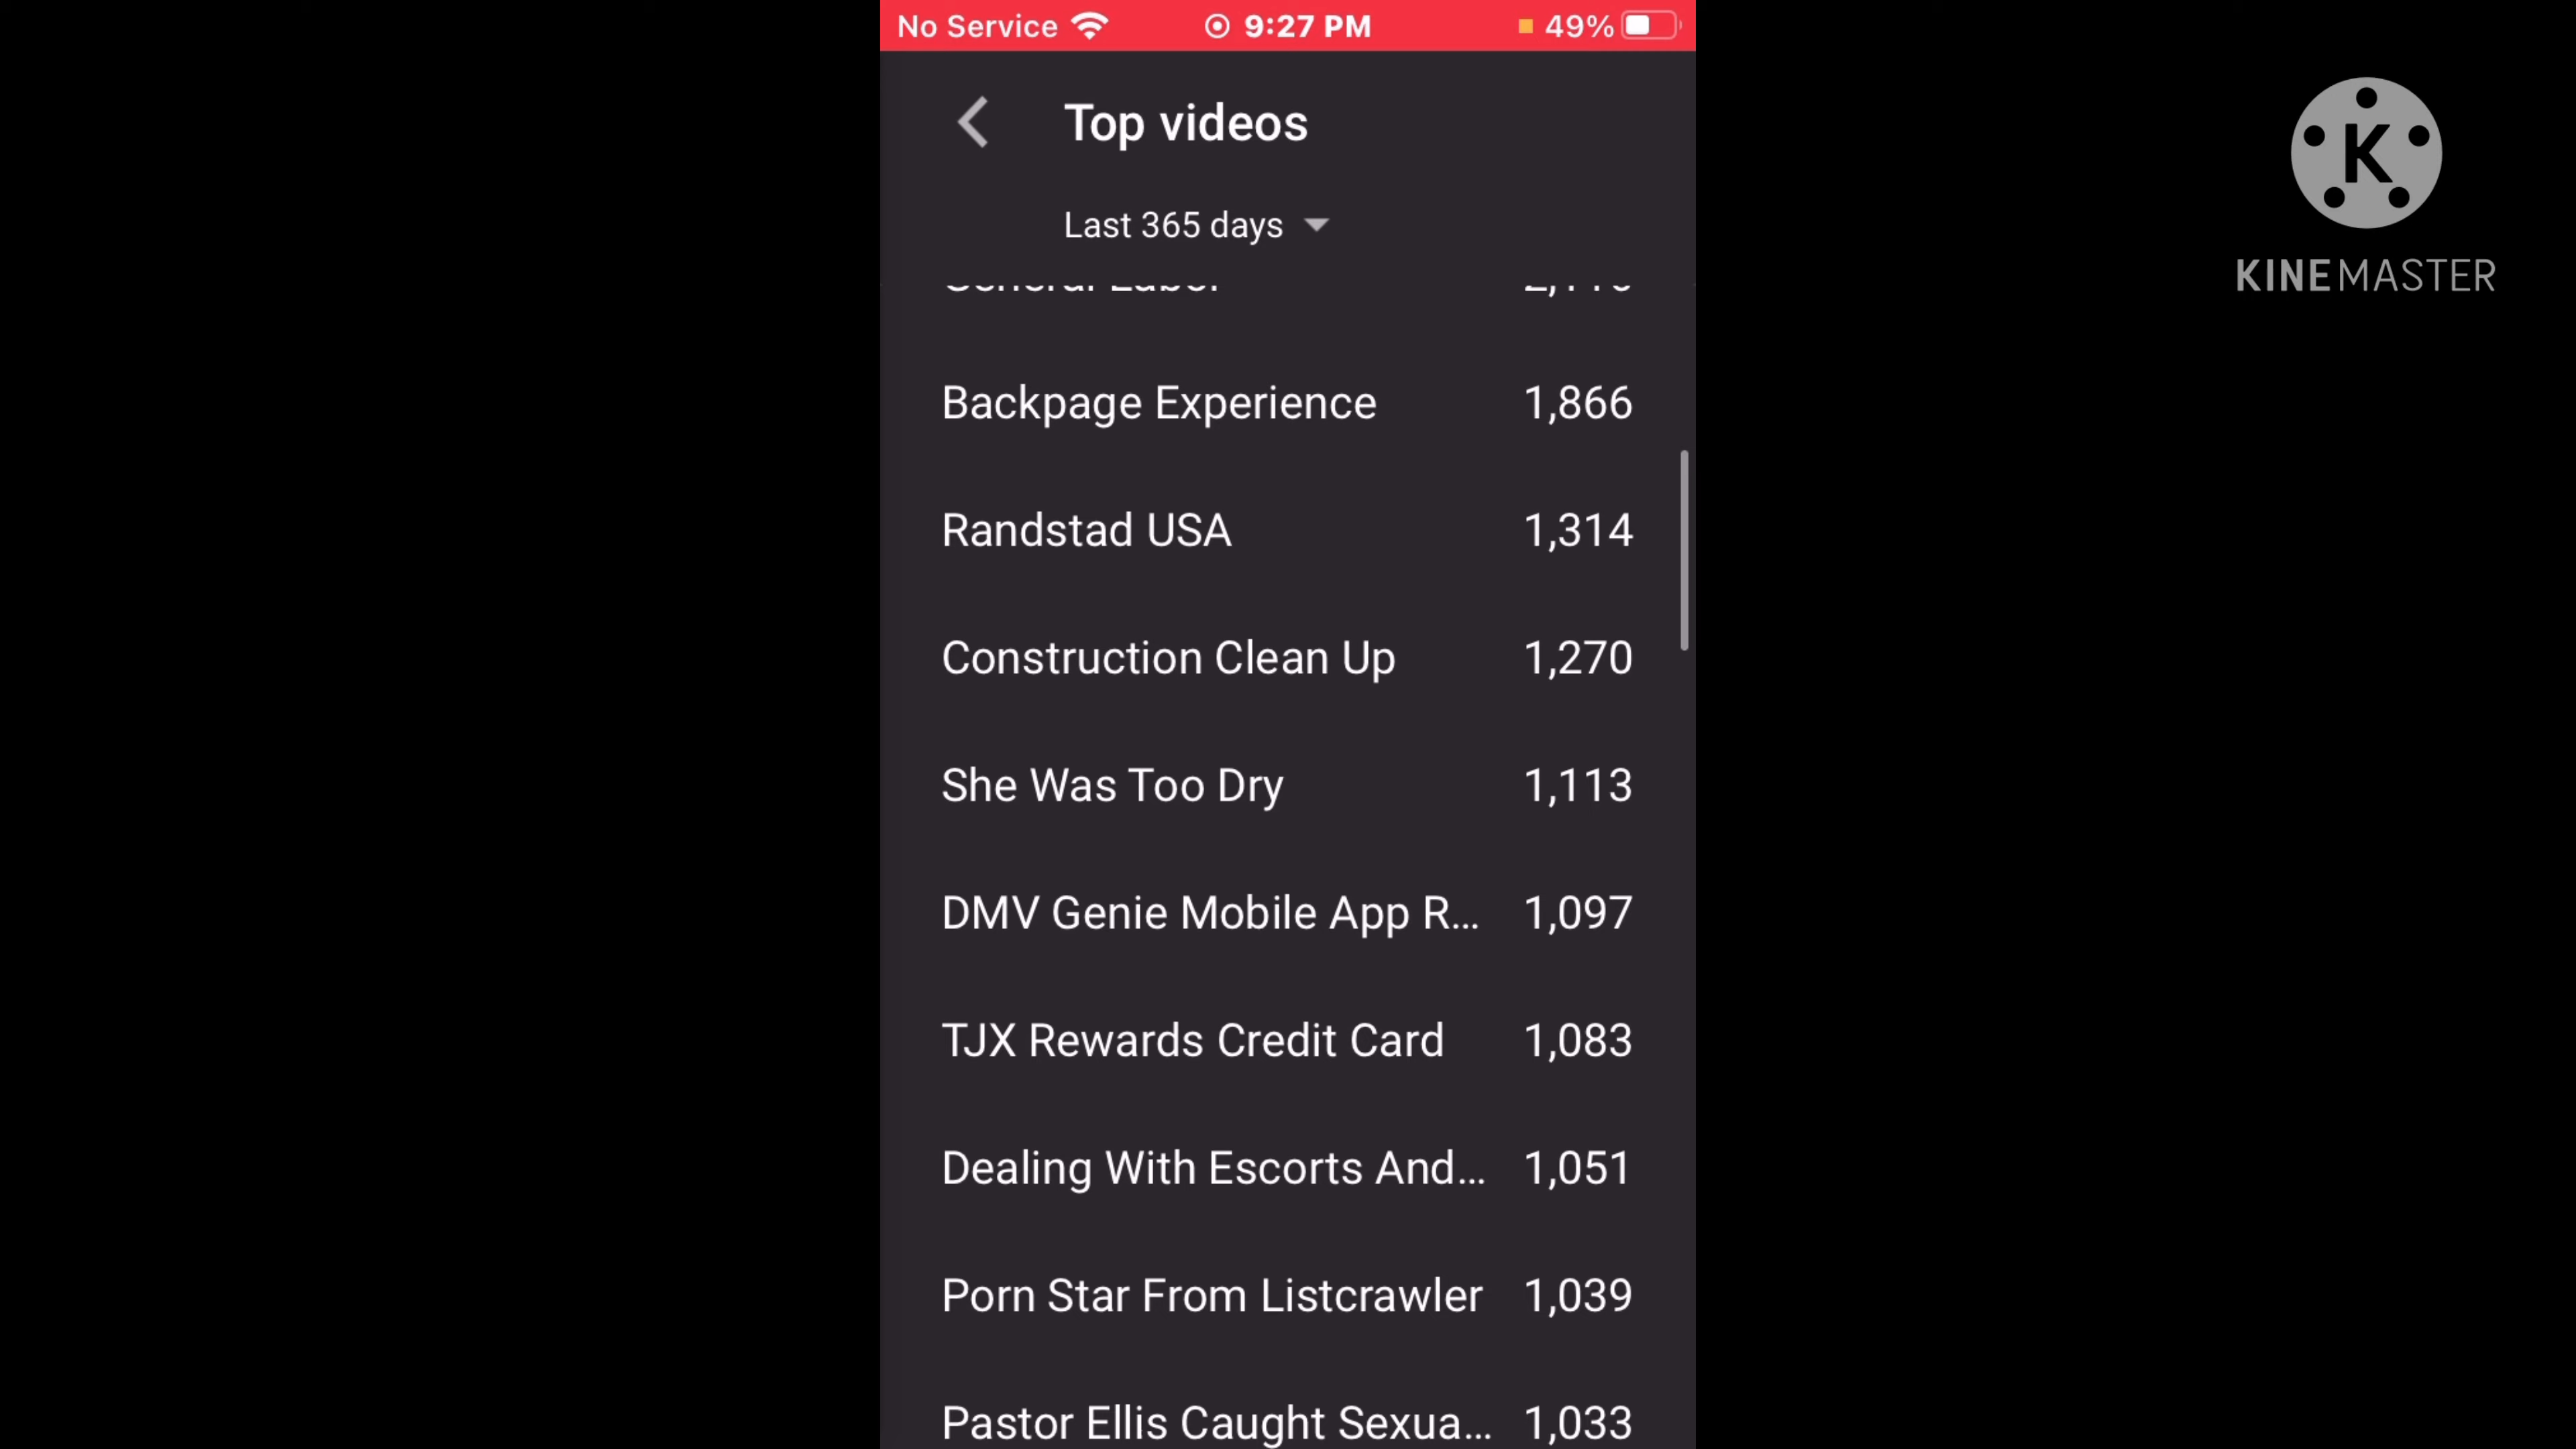 No Service 9:27 PM 49%
Top videos
Last 365 days
General Labor
Backpage Experience 1,866
Randstad USA 1,314
Construction Clean Up 1,270
She Was Too Dry 1,113
DMV Genie Mobile App R... 1,097
TJX Rewards Credit Card 1,083
Dealing With Escorts And... 1,051
Porn Star From Listcrawler 1,039
Pastor Ellis Caught Sexua... 1,033
K
KINEMASTER